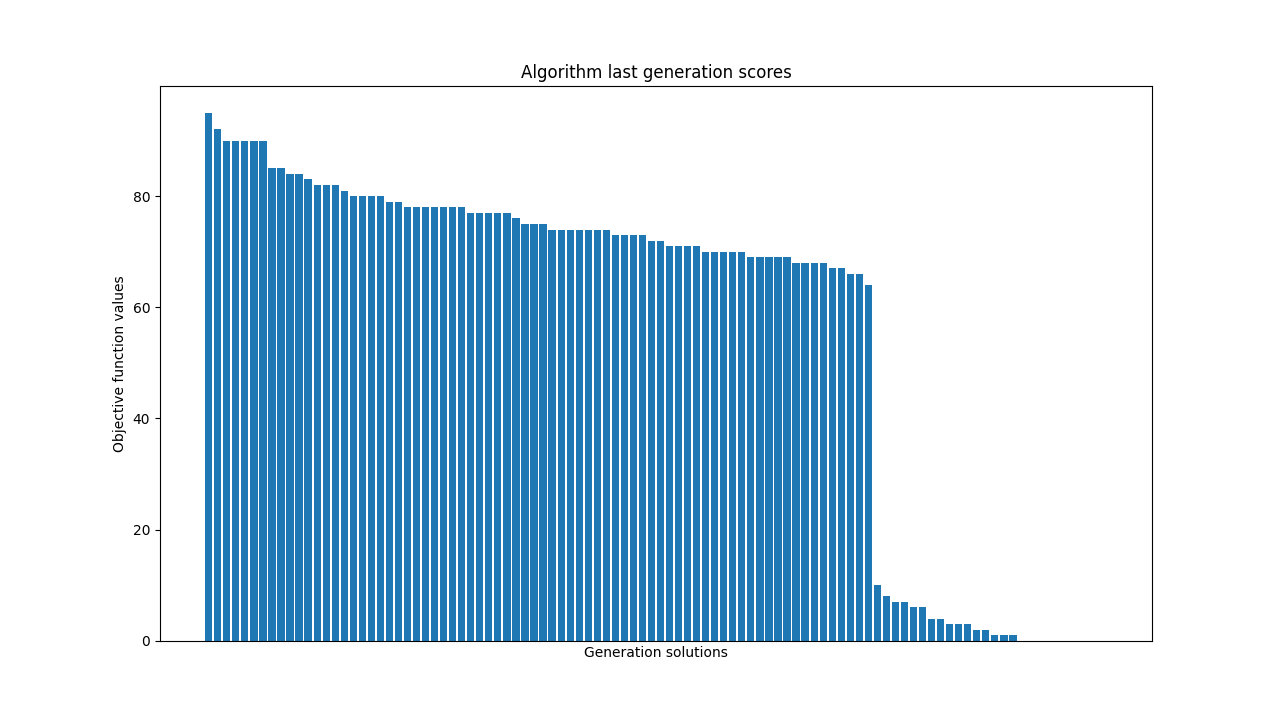 Algorithm last generation scores
80
60
40
20
0
Objective function values
Generation solutions